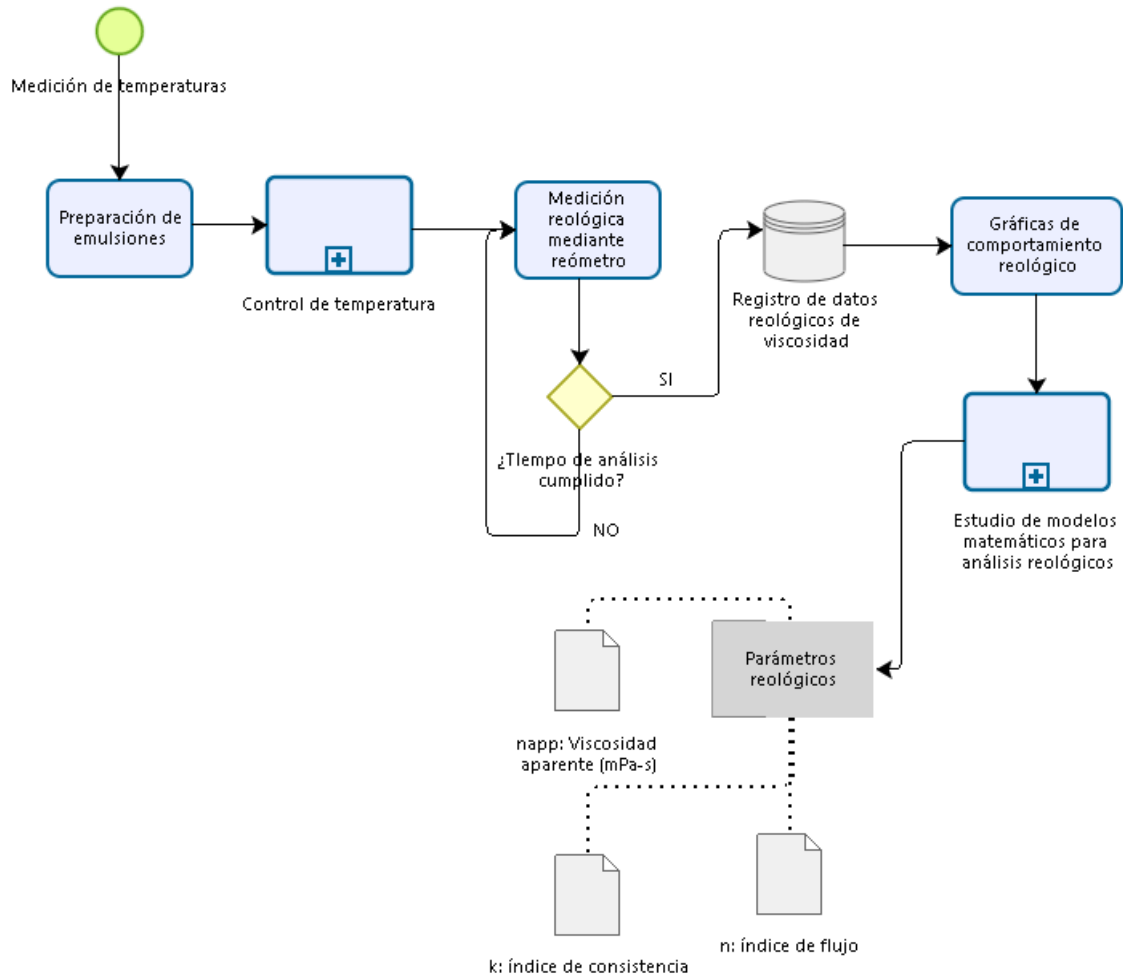 Medición de temperaturas
Preparación de
emulsiones
Control de temperatura
Medición
reológica
mediante
reómetro
¿TIempo de análisis
cumplido?
SI
NO
Registro de datos
reológicos de
viscosidad
Gráficas de
comportamiento
reológico
Estudio de modelos
matemáticos para
análisis reológicos
Parámetros
reológicos
napp: Viscosidad
aparente (mPa-s)
k: índice de consistencia
n: índice de flujo